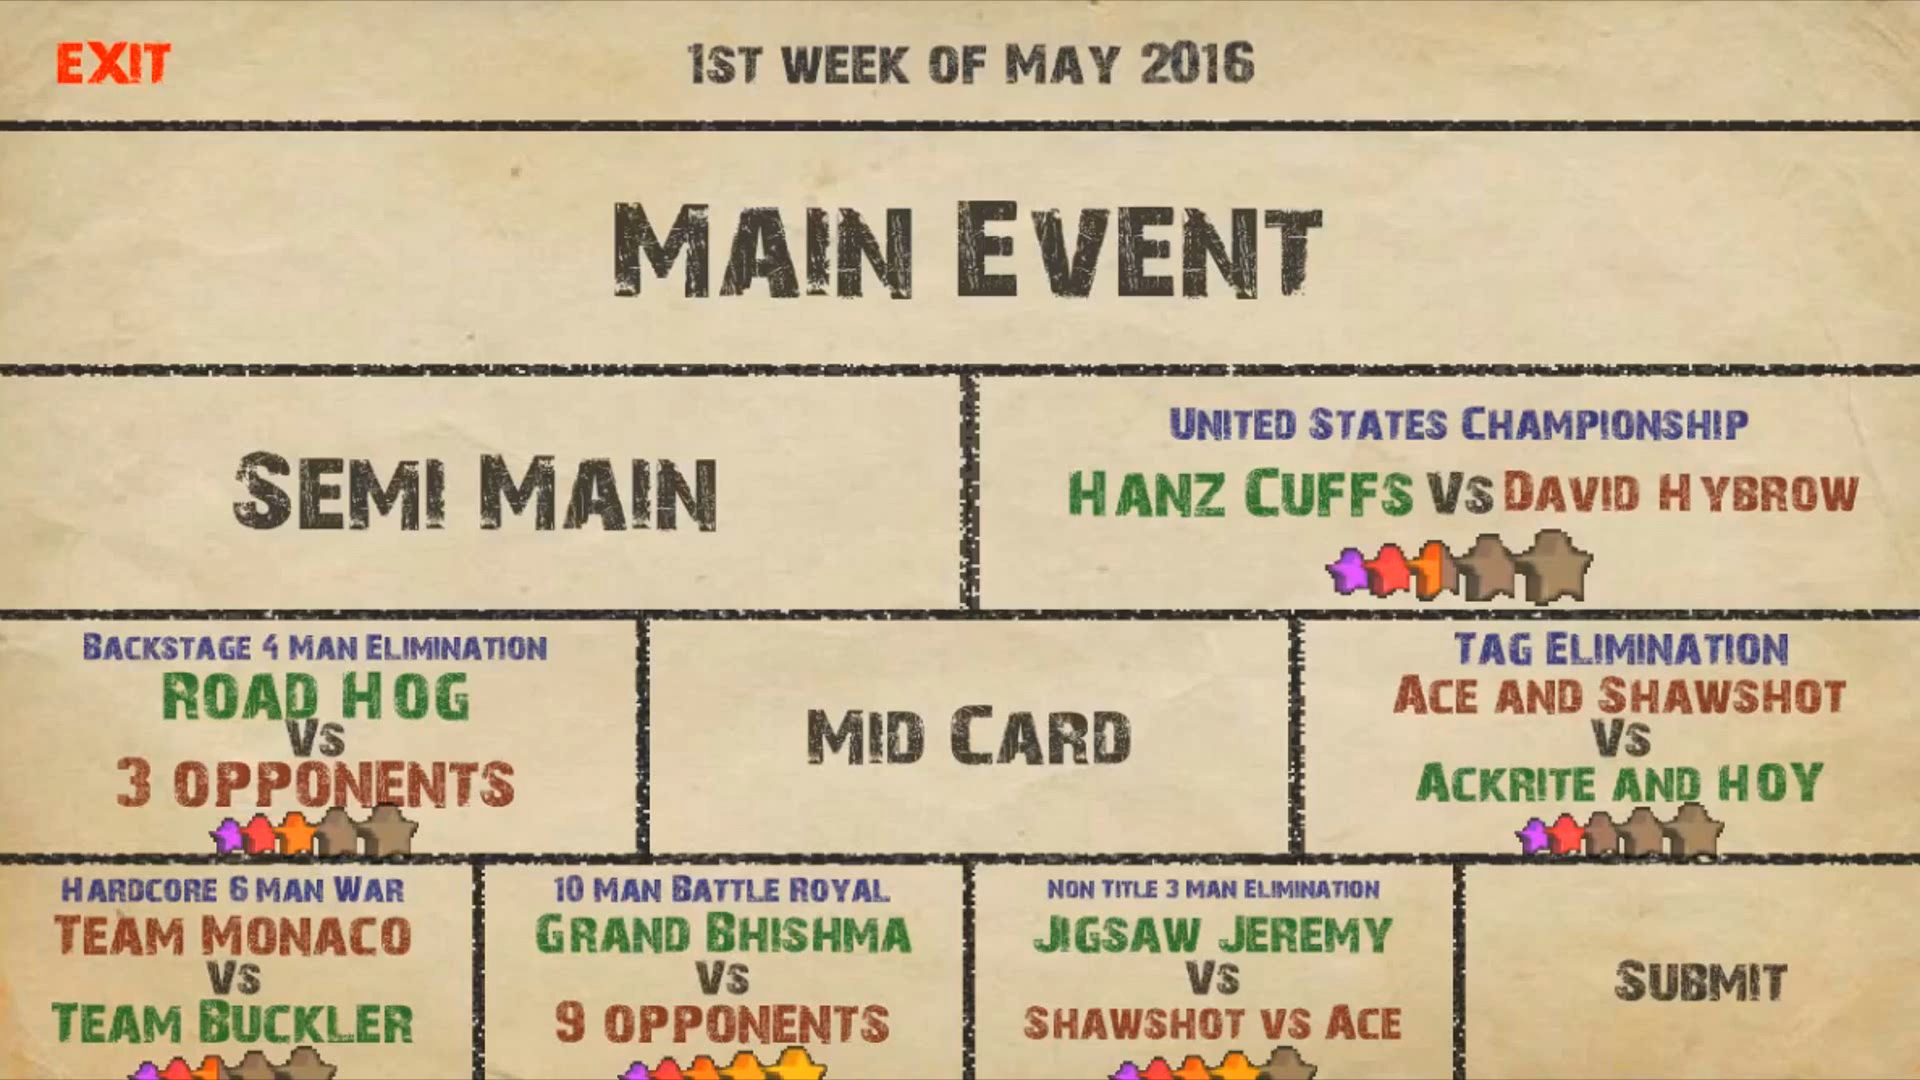 EXIT
1ST WEEK OF MAY 2016
MAIN EVENT
SEMI MAIN
UNITED STATES CHAMPIONSHIP
HANZ CUFFS VS DAVID HYBROW
BACKSTAGE 4 MAN ELIMINATION
ROAD HOG
VS
3 OPPONENTS
MID CARD
TAG ELIMINATION
ACE AND SHAWSHOT
VS
ACKRITE AND HOY
HARDCORE 6 MAN WAR
TEAM MONACO
VS
TEAM BUCKLER
10 MAN BATTLE ROYAL
GRAND BHISHMA
VS
9 OPPONENTS
NON TITLE 3 MAN ELIMINATION
JIGSAW JEREMY
VS
SHAWSHOT VS ACE
SUBMIT